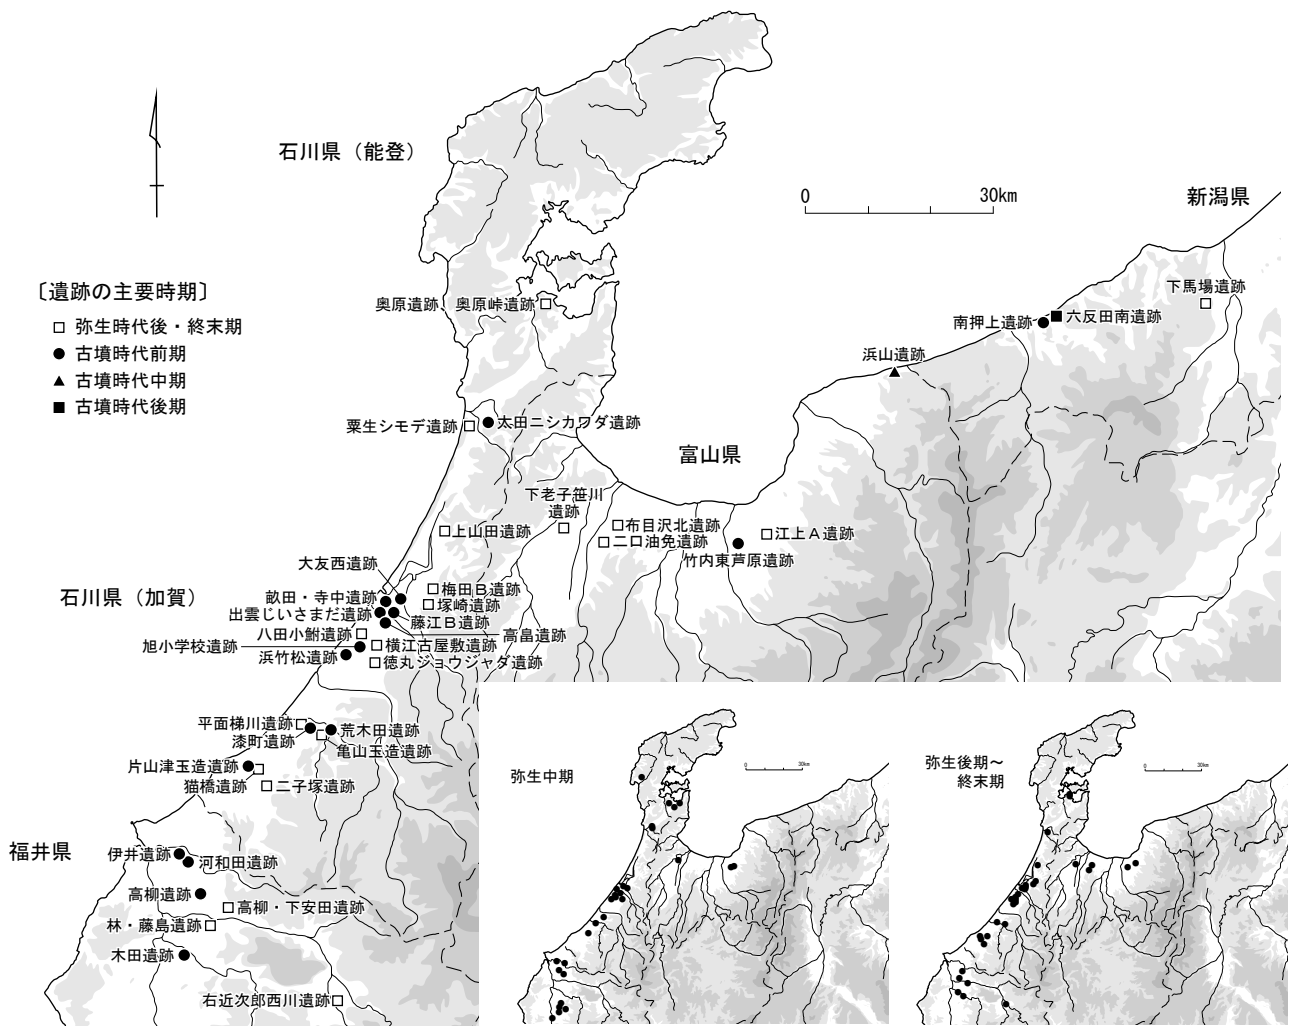 石川県（能登）
0 30km
新潟県
〔遺跡の主要時期〕
□ 弥生時代後・終末期
● 古墳時代前期
▲ 古墳時代中期
■ 古墳時代後期
奥原遺跡、奥原峠遺跡
下馬場遺跡
南押上遺跡
六反田南遺跡
浜山遺跡
粟生シモデ遺跡
太田ニシカワダ遺跡
富山県
下老子笹川
遺跡
上山田遺跡
布目沢北遺跡
二口油免遺跡
江上Ａ遺跡
竹内東芦原遺跡
大友西遺跡
石川県（加賀）
畝田・寺中遺跡
梅田Ｂ遺跡
塚崎遺跡
出雲じいさまだ遺跡
藤江Ｂ遺跡
八田小鮒遺跡
高畠遺跡
旭小学校遺跡
横江古屋敷遺跡
浜竹松遺跡
徳丸ジョウジャダ遺跡
平面梯川遺跡
荒木田遺跡
漆町遺跡
亀山玉造遺跡
片山津玉造遺跡
猫橋遺跡
二子塚遺跡
福井県
伊井遺跡
河和田遺跡
高柳遺跡
高柳・下安田遺跡
林・藤島遺跡
木田遺跡
右近次郎西川遺跡
弥生中期
0 30km
弥生後期～
終末期
0 30km